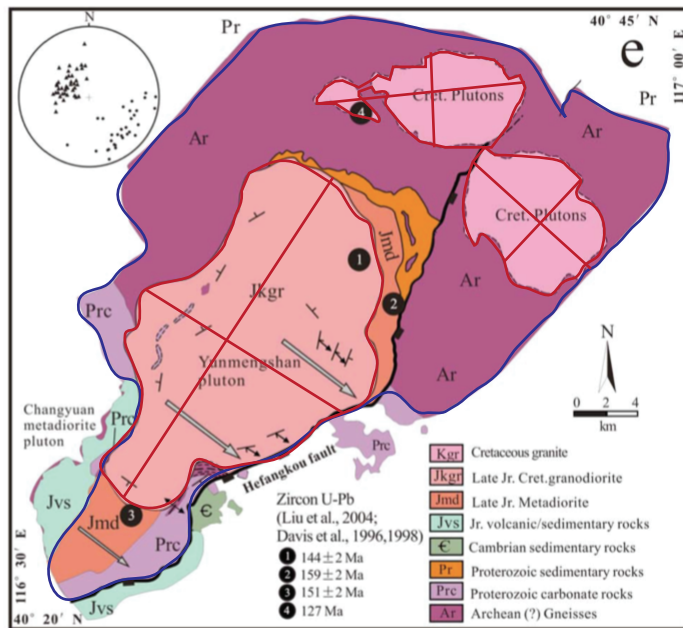 N
40° 45′ N
117° 00′ E
e
Pr
Pr
Ar
Ar
Ar
Ar
4
Cret. Plutons
Cret. Plutons
Jmd
1
2
Jkgr
Prc
Yunmengshan
pluton
Changyuan
metadiorite
pluton
Prc
Jvs
Jmd
3
Prc
Є
Prc
Jvs
Hefangkou fault
116° 30′ E
40° 20′ N
N
0 2 4
km
Zircon U-Pb
(Liu et al., 2004;
Davis et al., 1996,1998)
1 144±2 Ma
2 159±2 Ma
3 151±2 Ma
4 127 Ma
Kgr Cretaceous granite
Jkgr Late Jr. Cret.granodiorite
Jmd Late Jr. Metadiorite
Jvs Jr. volcanic/sedimentary rocks
Є Cambrian sedimentary rocks
Pr Proterozoic sedimentary rocks
Prc Proterozoic carbonate rocks
Ar Archean (?) Gneisses